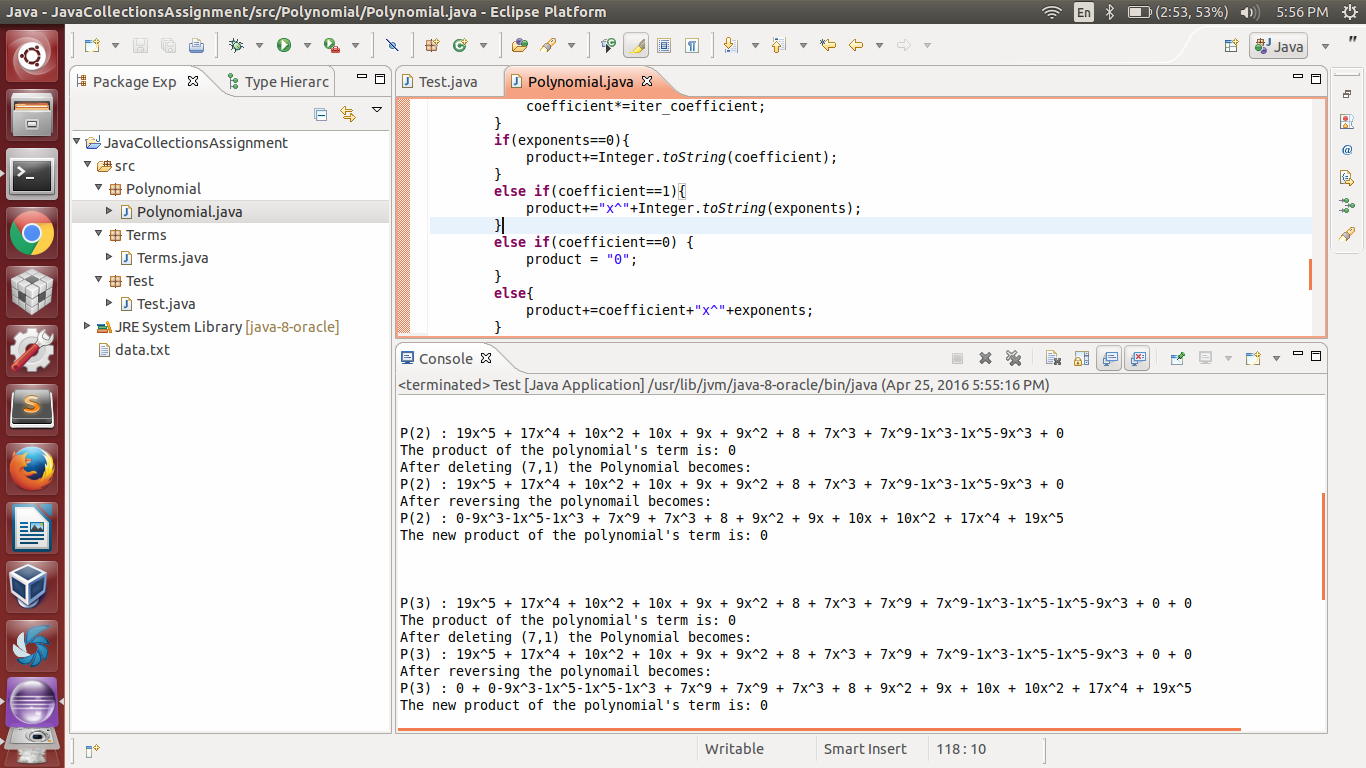 Java - JavaCollectionsAssignment/src/Polynomial/Polynomial.java - Eclipse Platform
En
(2:53, 53%)
5:56 PM
Java
"
Package Exp
Type Hierarc
JavaCollectionsAssignment
src
Polynomial
Polynomial.java
Terms
Terms.java
Test
Test.java
JRE System Library [java-8-oracle]
data.txt
Test.java
Polynomial.java
coefficient*=iter_coefficient;
}
if(exponents==0){
product+=Integer.toString(coefficient);
}
else if(coefficient==1){
product+="x^"+Integer.toString(exponents);
}
else if(coefficient==0) {
product = "0";
}
else{
product+=coefficient+"x^"+exponents;
}
Console
<terminated> Test [Java Application] /usr/lib/jvm/java-8-oracle/bin/java (Apr 25, 2016 5:55:16 PM)
P(2) : 19x^5 + 17x^4 + 10x^2 + 10x + 9x + 9x^2 + 8 + 7x^3 + 7x^9-1x^3-1x^5-9x^3 + 0
The product of the polynomial's term is: 0
After deleting (7,1) the Polynomial becomes:
P(2) : 19x^5 + 17x^4 + 10x^2 + 10x + 9x + 9x^2 + 8 + 7x^3 + 7x^9-1x^3-1x^5-9x^3 + 0
After reversing the polynomail becomes:
P(2) : 0-9x^3-1x^5-1x^3 + 7x^9 + 7x^3 + 8 + 9x^2 + 9x + 10x + 10x^2 + 17x^4 + 19x^5
The new product of the polynomial's term is: 0
P(3) : 19x^5 + 17x^4 + 10x^2 + 10x + 9x + 9x^2 + 8 + 7x^3 + 7x^9 + 7x^9-1x^3-1x^5-1x^5-9x^3 + 0 + 0
The product of the polynomial's term is: 0
After deleting (7,1) the Polynomial becomes:
P(3) : 19x^5 + 17x^4 + 10x^2 + 10x + 9x + 9x^2 + 8 + 7x^3 + 7x^9 + 7x^9-1x^3-1x^5-1x^5-9x^3 + 0 + 0
After reversing the polynomail becomes:
P(3) : 0 + 0-9x^3-1x^5-1x^5-1x^3 + 7x^9 + 7x^9 + 7x^3 + 8 + 9x^2 + 9x + 10x + 10x^2 + 17x^4 + 19x^5
The new product of the polynomial's term is: 0
Writable
Smart Insert
118 : 10